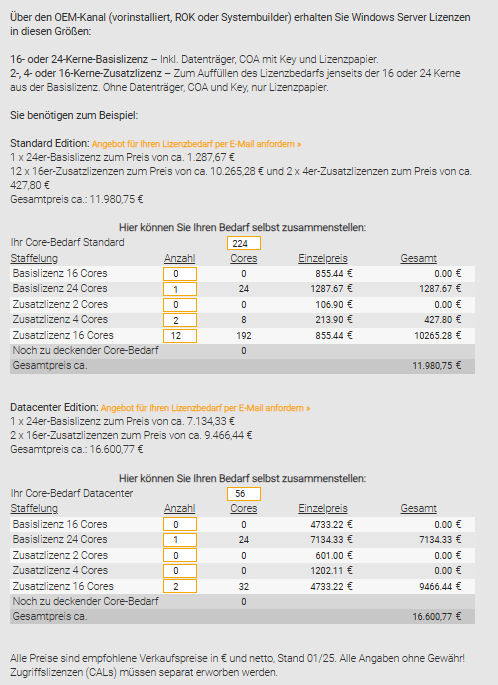 Über den OEM-Kanal (vorinstalliert, ROK oder Systembuilder) erhalten Sie Windows Server Lizenzen
in diesen Größen:
16- oder 24-Kerne-Basislizenz – Inkl. Datenträger, COA mit Key und Lizenzpapier.
2-, 4- oder 16-Kerne-Zusatzlizenz – Zum Auffüllen des Lizenzbedarfs jenseits der 16 oder 24 Kerne
aus der Basislizenz. Ohne Datenträger, COA und Key, nur Lizenzpapier.
Sie benötigen zum Beispiel:
Standard Edition: Angebot für Ihren Lizenzbedarf per E-Mail anfordern »
1 x 24er-Basislizenz zum Preis von ca. 1.287,67 €
12 x 16er-Zusatzlizenzen zum Preis von ca. 10.265,28 € und 2 x 4er-Zusatzlizenzen zum Preis von ca.
427,80 €
Gesamtpreis ca.: 11.980,75 €
Hier können Sie Ihren Bedarf selbst zusammenstellen:
Ihr Core-Bedarf Standard 224
Staffelung Anzahl Cores Einzelpreis Gesamt
Basislizenz 16 Cores 0 0 855.44 € 0.00 €
Basislizenz 24 Cores 1 24 1287.67 € 1287.67 €
Zusatzlizenz 2 Cores 0 0 106.90 € 0.00 €
Zusatzlizenz 4 Cores 2 8 213.90 € 427.80 €
Zusatzlizenz 16 Cores 12 192 855.44 € 10265.28 €
Noch zu deckender Core-Bedarf 0
Gesamtpreis ca. 11.980,75 €
Datacenter Edition: Angebot für Ihren Lizenzbedarf per E-Mail anfordern »
1 x 24er-Basislizenz zum Preis von ca. 7.134,33 €
2 x 16er-Zusatzlizenzen zum Preis von ca. 9.466,44 €
Gesamtpreis ca.: 16.600,77 €
Hier können Sie Ihren Bedarf selbst zusammenstellen:
Ihr Core-Bedarf Datacenter 56
Staffelung Anzahl Cores Einzelpreis Gesamt
Basislizenz 16 Cores 0 0 4733.22 € 0.00 €
Basislizenz 24 Cores 1 24 7134.33 € 7134.33 €
Zusatzlizenz 2 Cores 0 0 601.00 € 0.00 €
Zusatzlizenz 4 Cores 0 0 1202.11 € 0.00 €
Zusatzlizenz 16 Cores 2 32 4733.22 € 9466.44 €
Noch zu deckender Core-Bedarf 0
Gesamtpreis ca. 16.600,77 €
Alle Preise sind empfohlene Verkaufspreise in € und netto, Stand 01/25. Alle Angaben ohne Gewähr!
Zugriffslizenzen (CALs) müssen separat erworben werden.